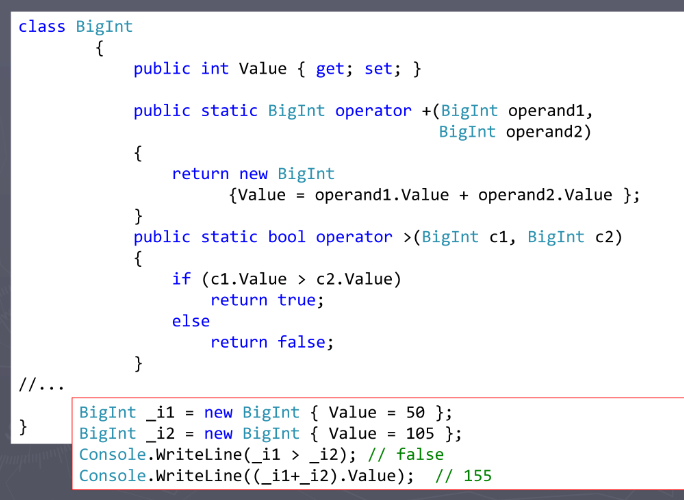 class BigInt
{
public int Value { get; set; }
public static BigInt operator +(BigInt operand1,
BigInt operand2)
{
return new BigInt
{Value = operand1.Value + operand2.Value };
}
public static bool operator >(BigInt c1, BigInt c2)
{
if (c1.Value > c2.Value)
return true;
else
return false;
}
//...
}
BigInt _i1 = new BigInt { Value = 50 };
BigInt _i2 = new BigInt { Value = 105 };
Console.WriteLine(_i1 > _i2); // false
Console.WriteLine((_i1+_i2).Value);  // 155